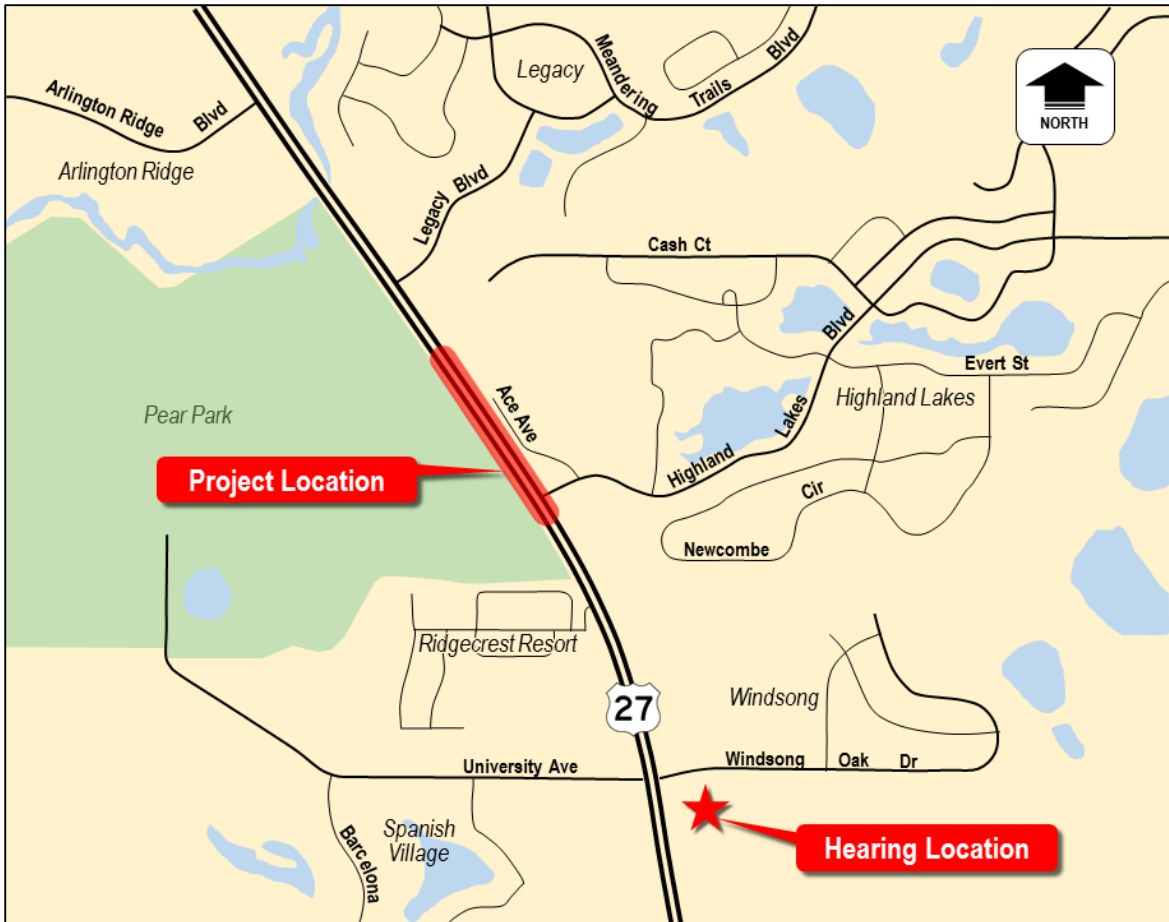 Arlington Ridge Blvd
Arlington Ridge
Legacy
Meandering Trails Blvd
NORTH
Legacy Blvd
Cash Ct
Pear Park
Ace Ave
Highland Lakes Blvd
Evert St
Highland Lakes
Project Location
Newcombe Cir
Ridgecrest Resort
27
Windsong
University Ave
Windsong Oak Dr
Barcelona
Spanish
Village
Hearing Location